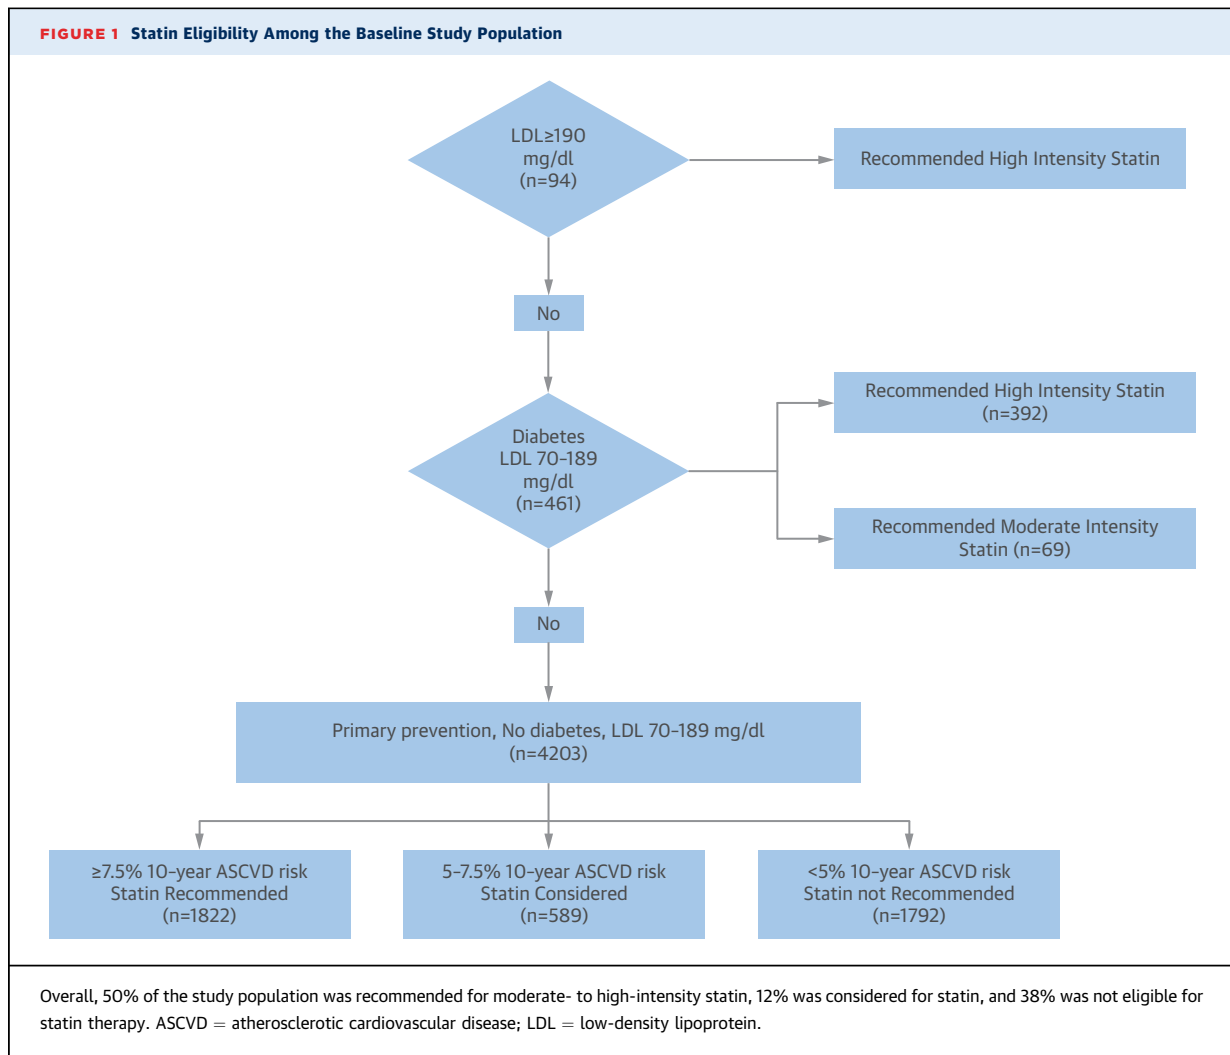 FIGURE 1 Statin Eligibility Among the Baseline Study Population
LDL≥190
mg/dl
(n=94)
Recommended High Intensity Statin
No
Diabetes
LDL 70-189
mg/dl
(n=461)
Recommended High Intensity Statin
(n=392)
Recommended Moderate Intensity
Statin (n=69)
No
Primary prevention, No diabetes, LDL 70-189 mg/dl
(n=4203)
≥7.5% 10-year ASCVD risk
Statin Recommended
(n=1822)
5-7.5% 10-year ASCVD risk
Statin Considered
(n=589)
<5% 10-year ASCVD risk
Statin not Recommended
(n=1792)
Overall, 50% of the study population was recommended for moderate- to high-intensity statin, 12% was considered for statin, and 38% was not eligible for
statin therapy. ASCVD = atherosclerotic cardiovascular disease; LDL = low-density lipoprotein.